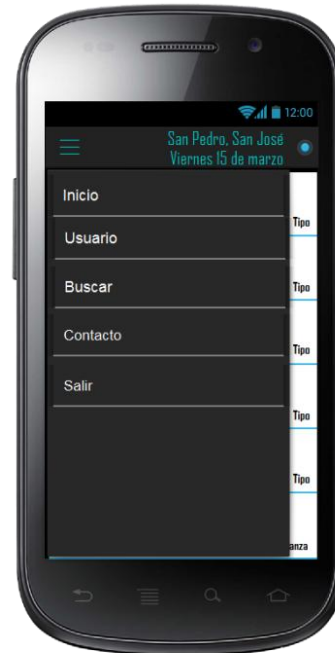 12:00
San Pedro, San José
Viernes 15 de marzo
Inicio
Tipo
Usuario
Buscar
Tipo
Contacto
Tipo
Salir
Tipo
Tipo
anza